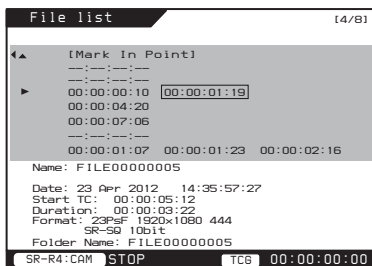 File list [4/8]
[Mark In Point]
--:--:--:--
--:--:--:--
00:00:00:10 00:00:01:19
00:00:04:20
00:00:07:06
--:--:--:--
00:00:01:07 00:00:01:23 00:00:02:16
Name: FILE00000005
Date: 23 Apr 2012 14:35:57:27
Start TC: 00:00:05:12
Duration: 00:00:03:22
Format: 23PsF 1920x1080 444
SR-SQ 10bit
Folder Name: FILE00000005
SR-R4:CAM STOP TCG 00:00:00:00